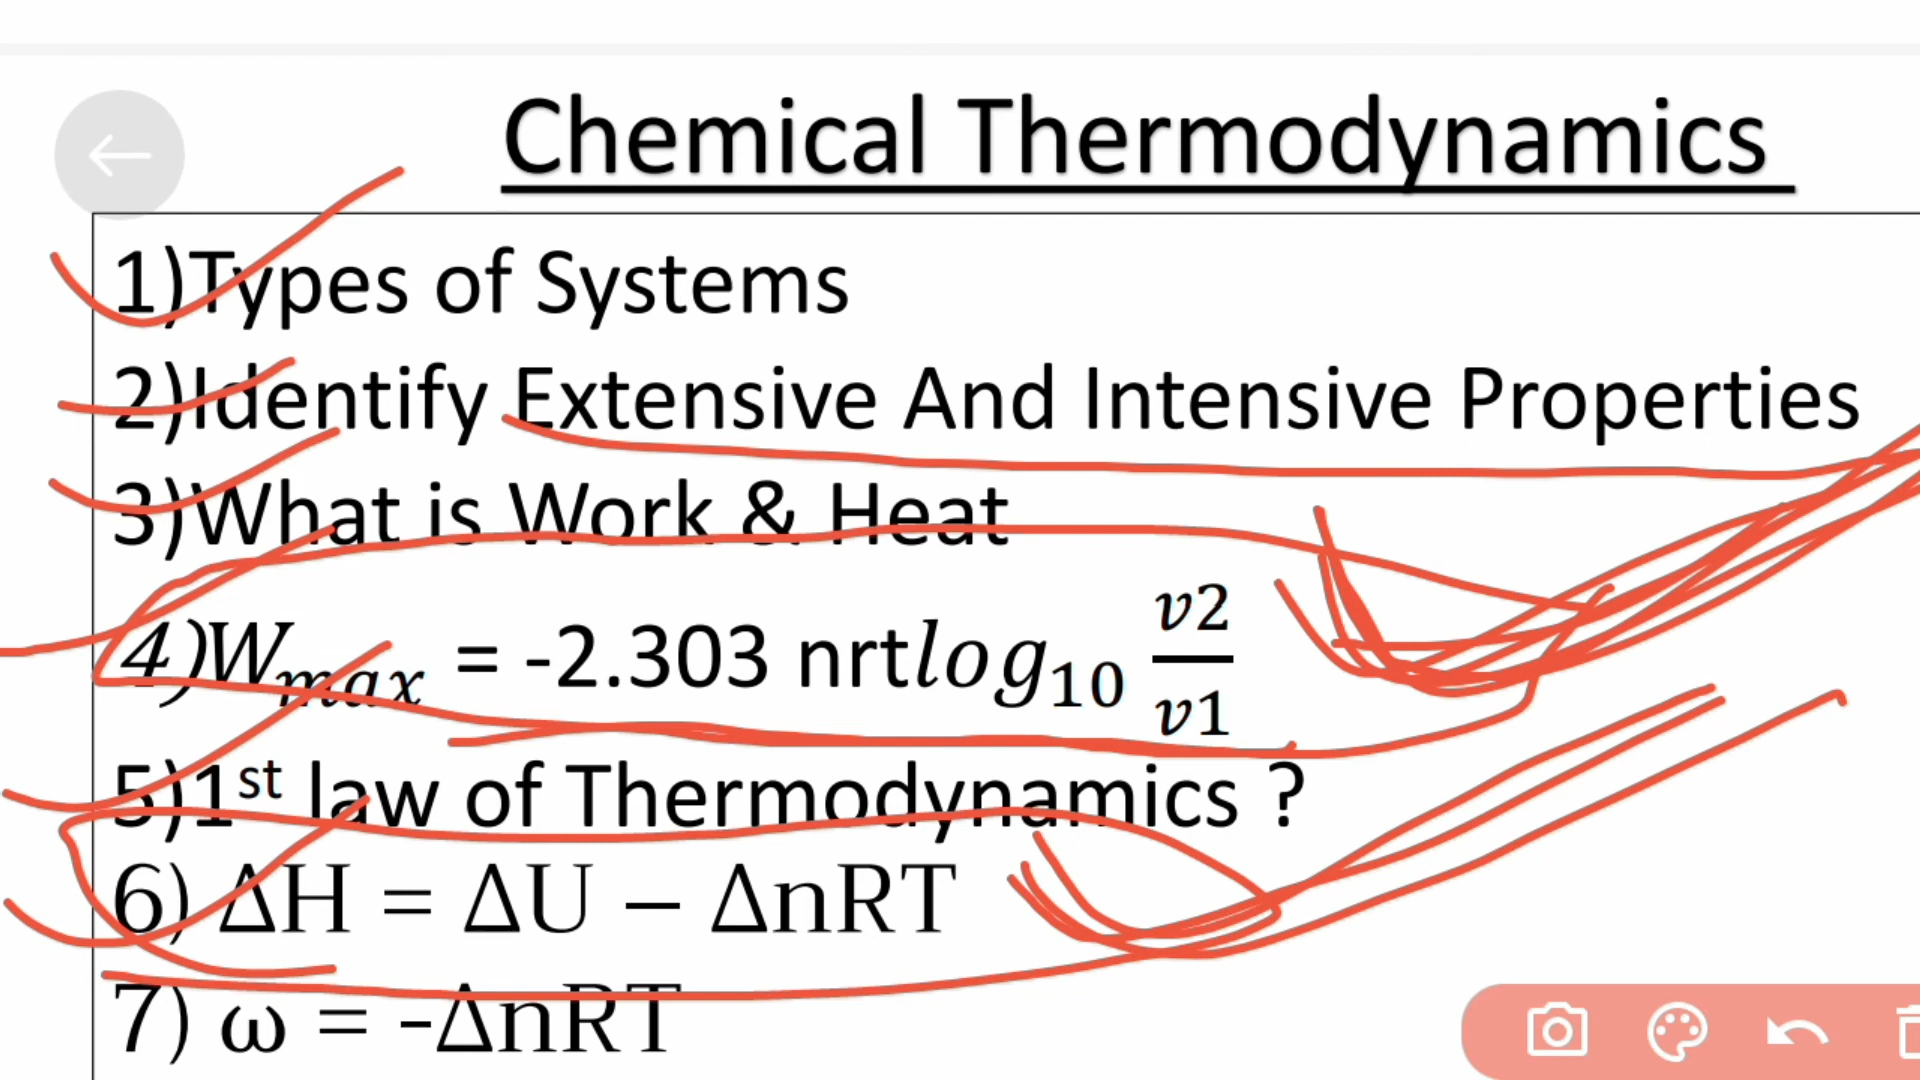 Chemical Thermodynamics
1)Types of Systems
2)Identify Extensive And Intensive Properties
3)What is Work & Heat
4)Wmax = -2.303 nrtlog10 v2/v1
5)1st law of Thermodynamics ?
6) ΔH = ΔU – ΔnRT
7) ω = -ΔnRT